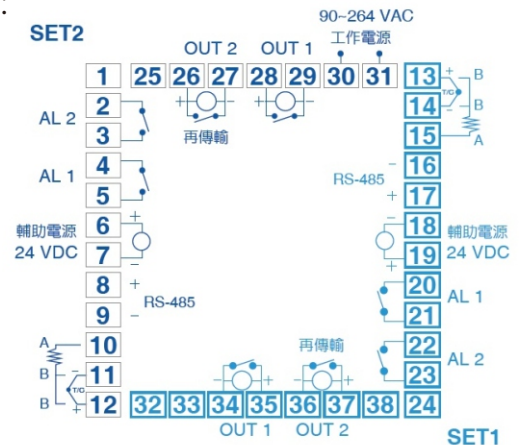 SET2
90~264 VAC
工作電源
OUT 2 OUT 1
1 25 26 27 28 29 30 31 13
+ - + -
再傳輸
AL 2
2
3
AL 1
4
5
輔助電源
24 VDC
6 +
7 -
8 +
RS-485
9 -
A 10
B - 11
T/C
B + 12
+ B
14
T/C
- B
15 A
- 16
RS-485
+ 17
- 18
輔助電源
24 VDC
+ 19
20
AL 1
21
22
AL 2
23
再傳輸
- + - +
32 33 34 35 36 37 38 24
OUT 1 OUT 2
SET1